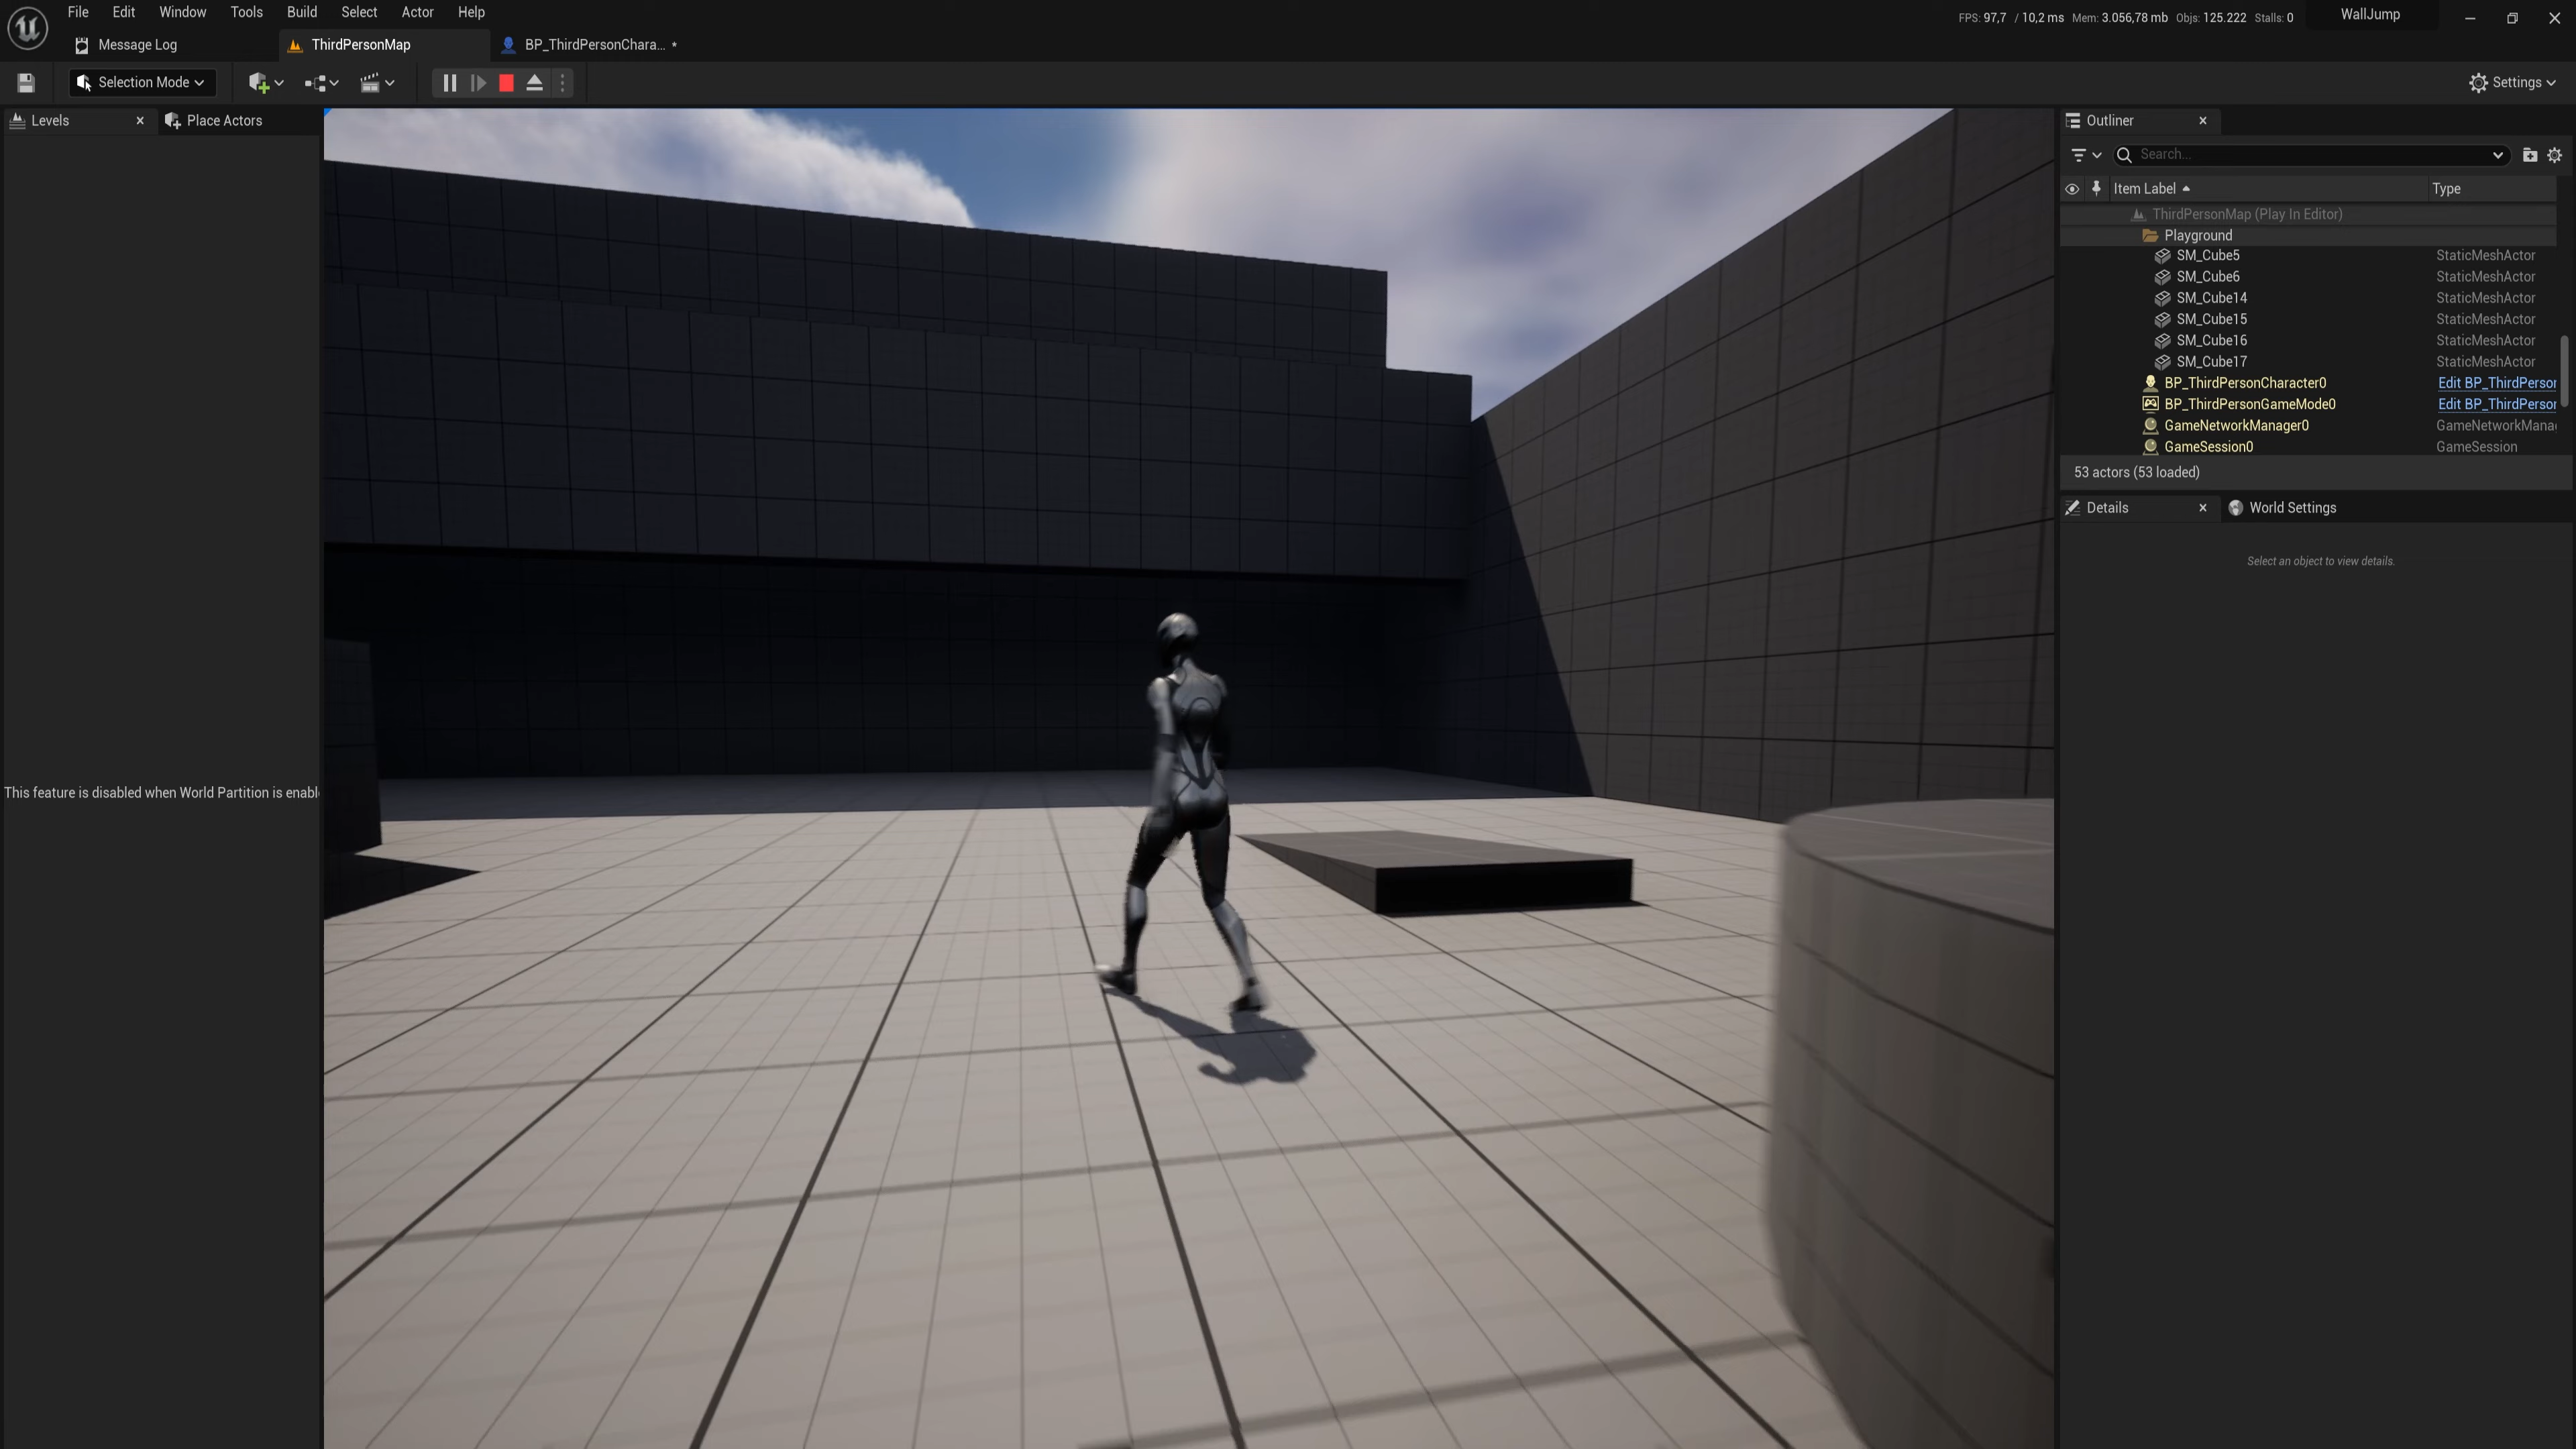 File Edit Window Tools Build Select Actor Help
FPS: 97,7 / 10,2 ms Mem: 3.056,78 mb Objs: 125.222 Stalls: 0
WallJump
Message Log
ThirdPersonMap
BP_ThirdPersonChara... *
Selection Mode
Settings
Levels
Place Actors
Outliner
Search...
Item Label Type
ThirdPersonMap (Play In Editor)
Playground
SM_Cube5 StaticMeshActor
SM_Cube6 StaticMeshActor
SM_Cube14 StaticMeshActor
SM_Cube15 StaticMeshActor
SM_Cube16 StaticMeshActor
SM_Cube17 StaticMeshActor
BP_ThirdPersonCharacter0 Edit BP_ThirdPerson
BP_ThirdPersonGameMode0 Edit BP_ThirdPerson
GameNetworkManager0 GameNetworkMana
GameSession0 GameSession
53 actors (53 loaded)
Details
World Settings
Select an object to view details.
This feature is disabled when World Partition is enabl